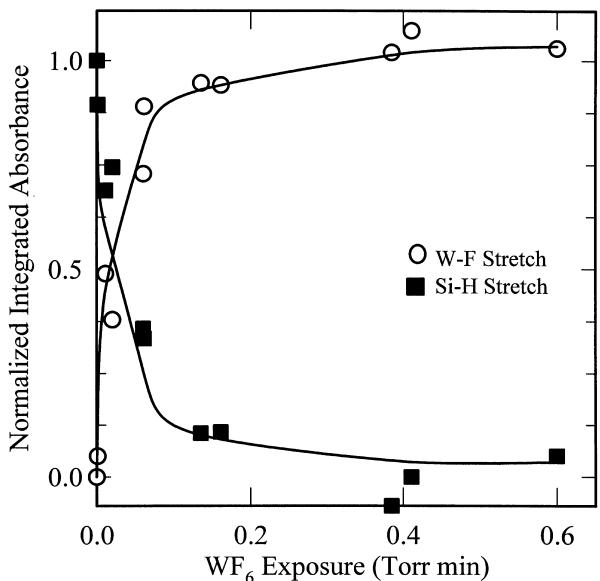 Normalized Integrated Absorbance
1.0
0.5
0.0
W-F Stretch
Si-H Stretch
0.0 0.2 0.4 0.6
WF₆ Exposure (Torr min)